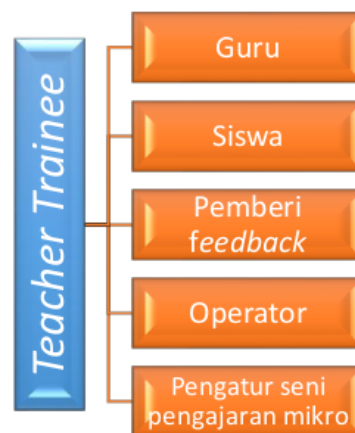 Teacher Trainee
Guru
Siswa
Pemberi
feedback
Operator
Pengatur seni
pengajaran mikro